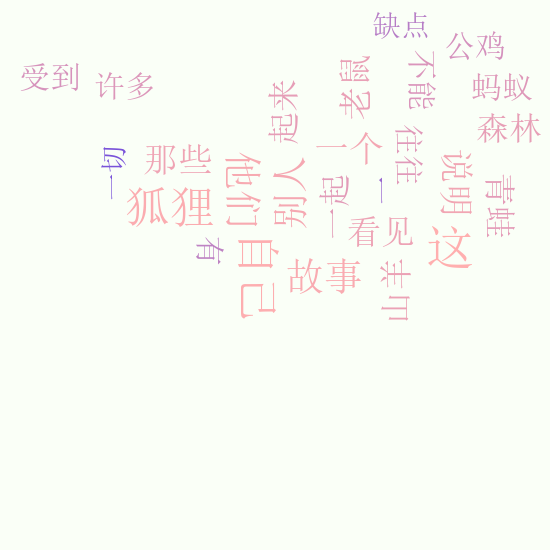 缺点
公鸡
受到
许多
不能
蚂蚁
老鼠
起来
森林
一个
往往
那些
一切
他们
别人
说明
一起
一
青蛙
狐狸
看见
这
有
自己
故事
山羊